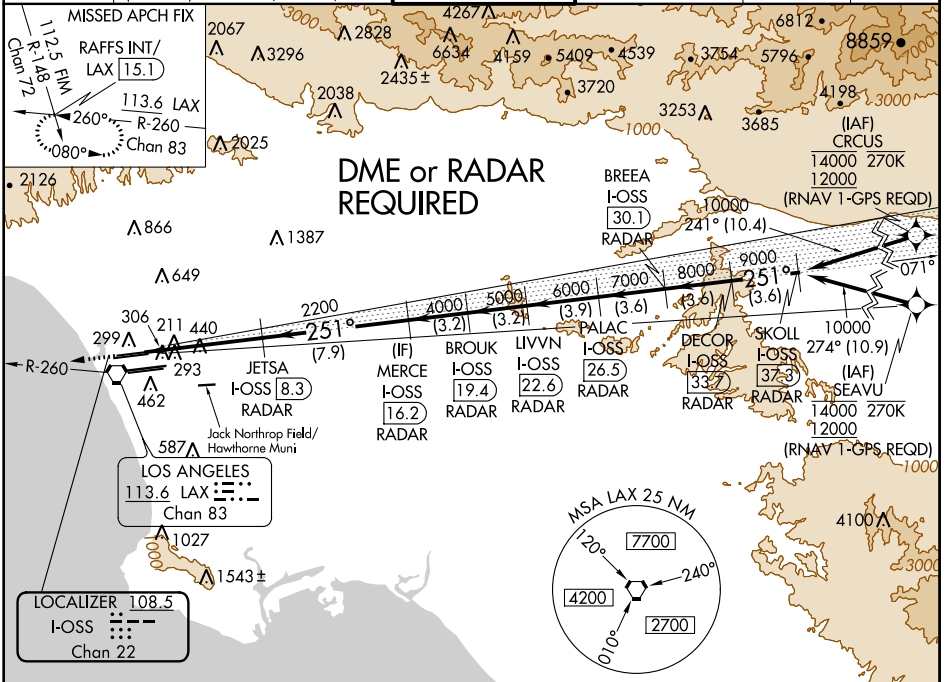 MISSED APCH FIX
112.5 FIM
R-148
Chan 72
RAFFS INT/
LAX 15.1
113.6 LAX
R-260
Chan 83
260°
080°
2067
3296
2828
2435±
4267
6634
4159
5409
4539
3720
3754
5796
6812
8859
4198
3000
3253
3685
1000
2038
2025
2126
866
1387
649
DME or RADAR
REQUIRED
BREEA
I-OSS
30.1
RADAR
(IAF)
CRCUS
14000 270K
12000
(RNAV 1-GPS REQD)
10000
241° (10.4)
071°
9000
8000
7000
6000
5000
4000
2200
251°
251°
(3.6)
(3.6)
(3.6)
(3.9)
(3.2)
(3.2)
(7.9)
10000
274° (10.9)
(IAF)
SEAVU
14000 270K
12000
(RNAV 1-GPS REQD)
1000
SKOLL
I-OSS
37.3
RADAR
DECOR
I-OSS
33.7
RADAR
PALAC
I-OSS
26.5
RADAR
LIVVN
I-OSS
22.6
RADAR
BROUK
I-OSS
19.4
RADAR
(IF)
MERCE
I-OSS
16.2
RADAR
JETSA
I-OSS 8.3
RADAR
306
299
211
440
293
462
587
R-260
Jack Northrop Field/
Hawthorne Muni
LOS ANGELES
113.6 LAX
Chan 83
1027
1000
1543±
LOCALIZER 108.5
I-OSS
Chan 22
MSA LAX 25 NM
120°
240°
010°
7700
4200
2700
4100
3000
1000